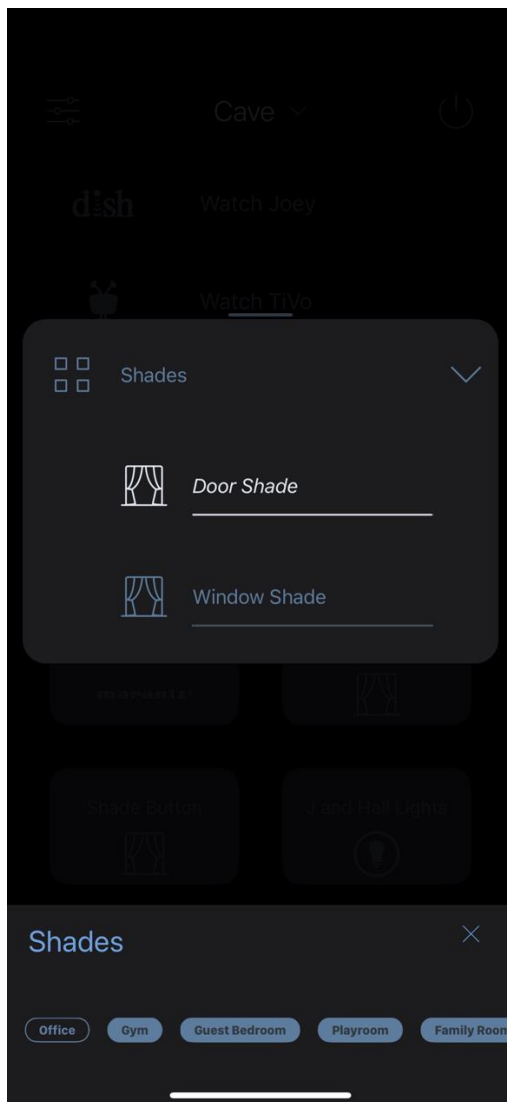 Cave
dish
Watch Joey
Watch TiVo
Shades
Door Shade
Window Shade
marantz
Shade Button
J and Hall Lights
Shades
Office
Gym
Guest Bedroom
Playroom
Family Room